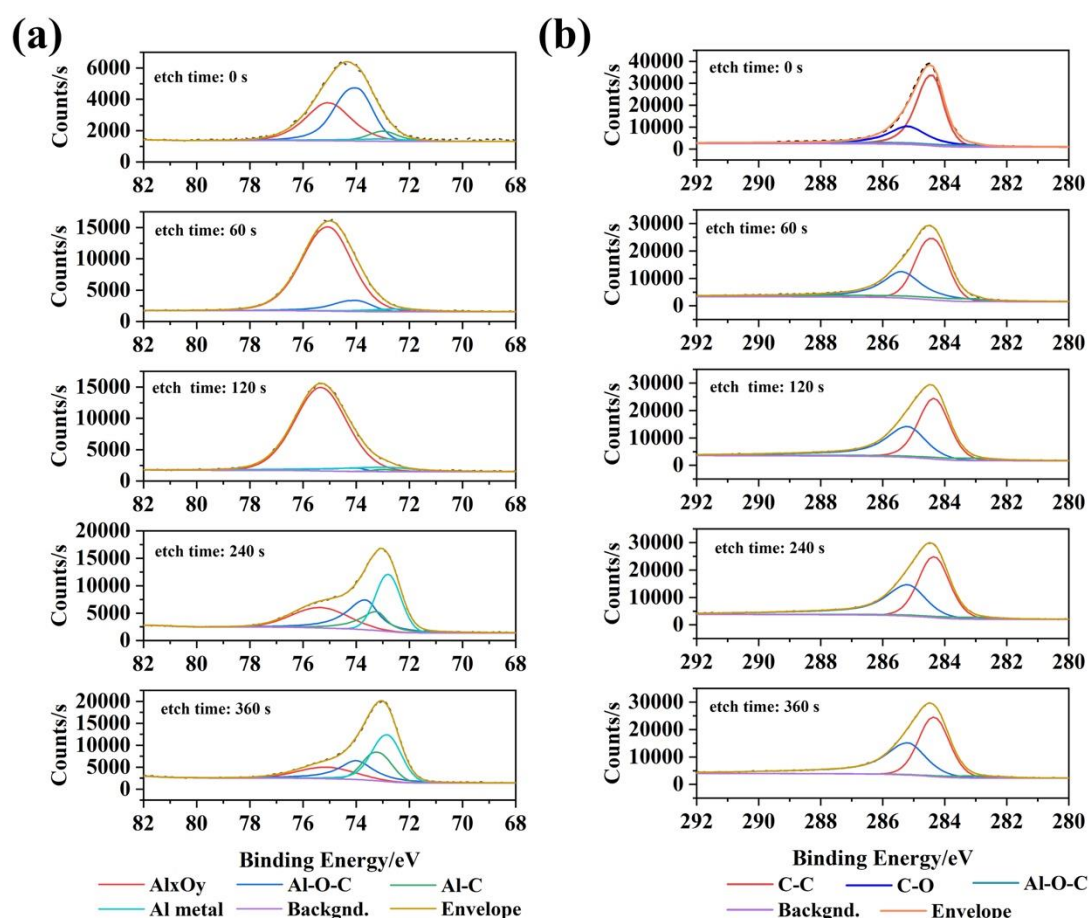 (a)
Counts/s
6000
4000
2000
0
etch time: 0 s
82 80 78 76 74 72 70 68
Counts/s
15000
10000
5000
0
etch time: 60 s
82 80 78 76 74 72 70 68
Counts/s
15000
10000
5000
0
etch time: 120 s
82 80 78 76 74 72 70 68
Counts/s
20000
15000
10000
5000
0
etch time: 240 s
82 80 78 76 74 72 70 68
Counts/s
20000
15000
10000
5000
0
etch time: 360 s
82 80 78 76 74 72 70 68
Binding Energy/eV
AlxOy Al-O-C Al-C
Al metal Backgnd. Envelope
(b)
Counts/s
40000
30000
20000
10000
0
etch time: 0 s
292 290 288 286 284 282 280
Counts/s
30000
20000
10000
0
etch time: 60 s
292 290 288 286 284 282 280
Counts/s
30000
20000
10000
0
etch time: 120 s
292 290 288 286 284 282 280
Counts/s
30000
20000
10000
0
etch time: 240 s
292 290 288 286 284 282 280
Counts/s
30000
20000
10000
0
etch time: 360 s
292 290 288 286 284 282 280
Binding Energy/eV
C-C C-O Al-O-C
Backgnd. Envelope